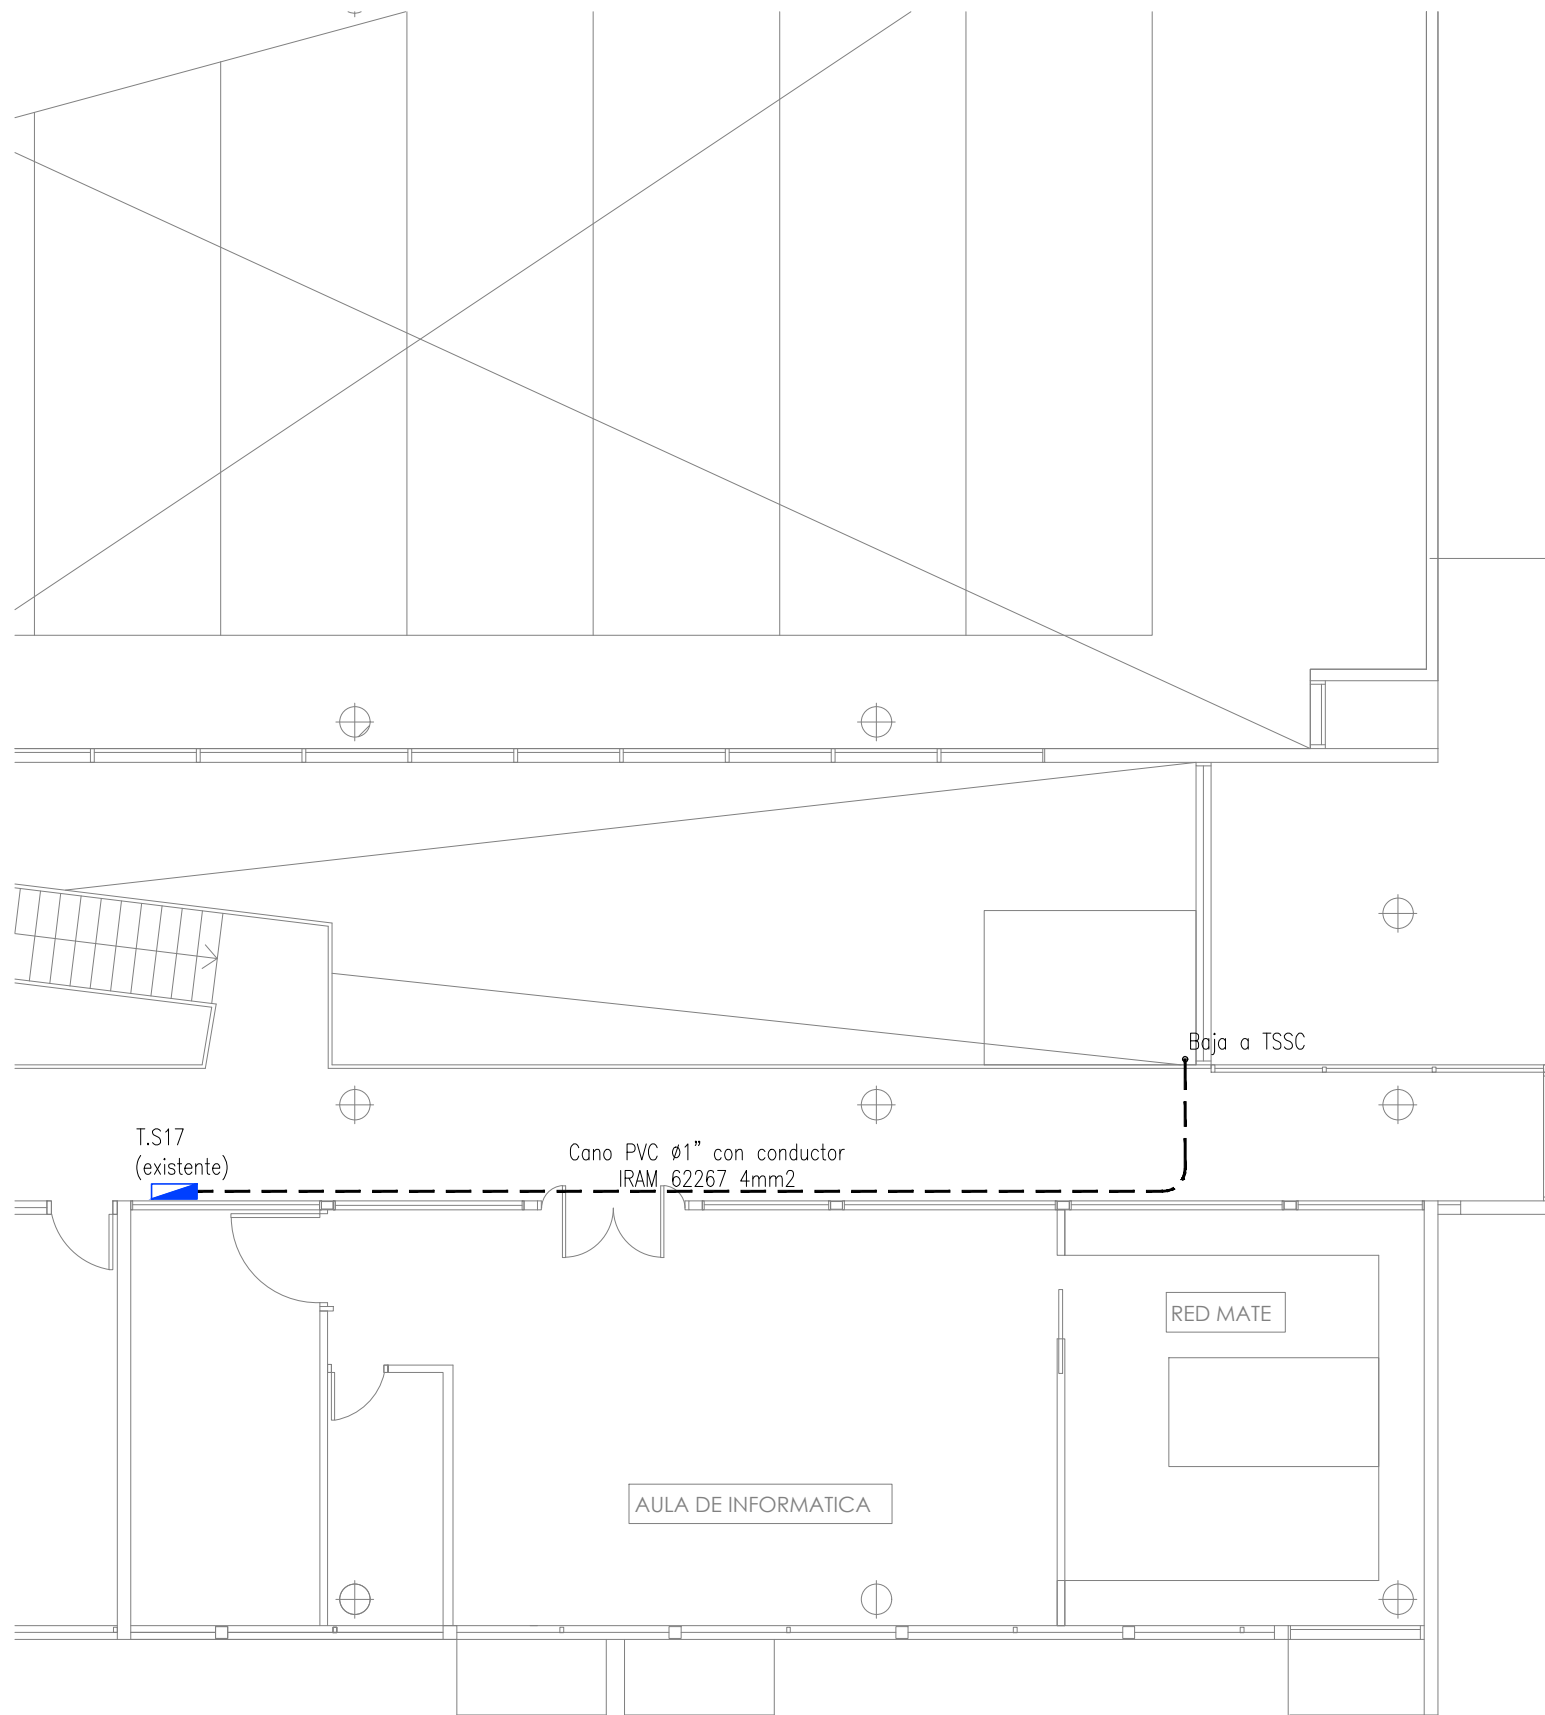 Baja a TSSC
T.S17
(existente)
Cano PVC ø1" con conductor
IRAM 62267 4mm2
RED MATE
AULA DE INFORMATICA